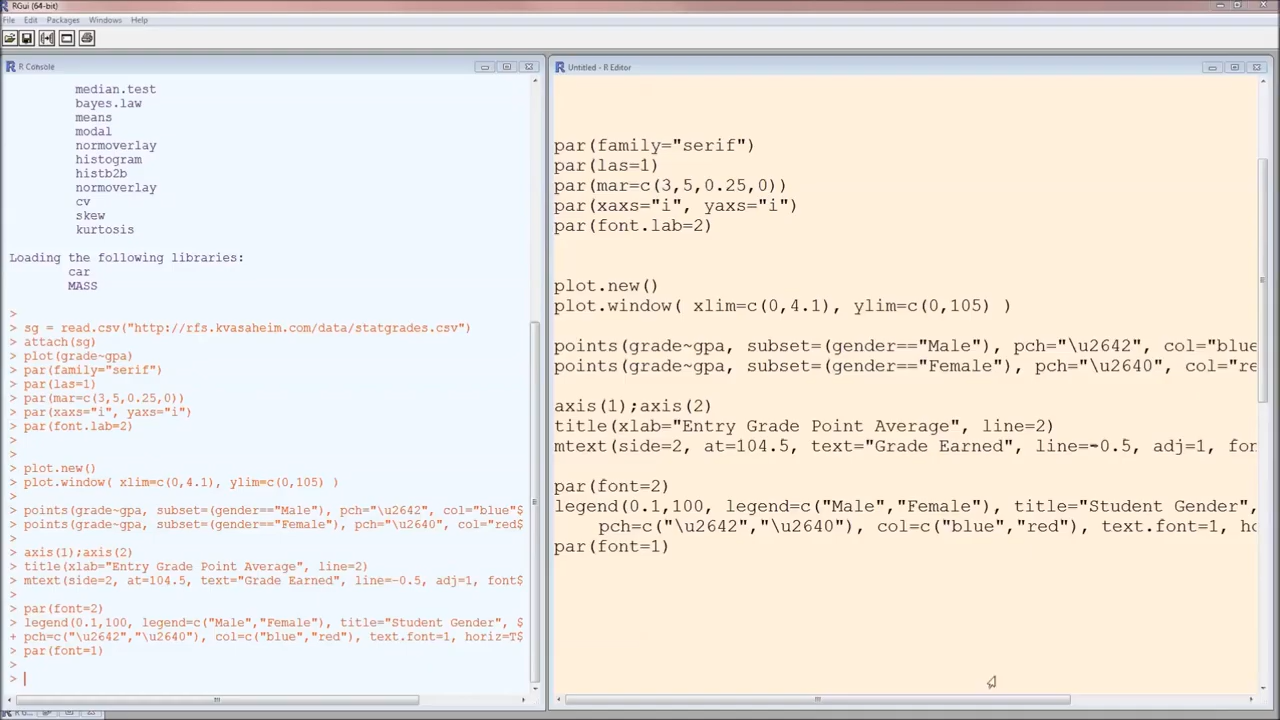 RGui (64-bit)
File Edit Packages Windows Help
R Console
median.test
bayes.law
means
modal
normoverlay
histogram
histb2b
normoverlay
cv
skew
kurtosis
Loading the following libraries:
car
MASS
>
> sg = read.csv("http://rfs.kvasaheim.com/data/statgrades.csv")
> attach(sg)
> plot(grade~gpa)
> par(family="serif")
> par(las=1)
> par(mar=c(3,5,0.25,0))
> par(xaxs="i", yaxs="i")
> par(font.lab=2)
>
>
> plot.new()
> plot.window( xlim=c(0,4.1), ylim=c(0,105) )
>
> points(grade~gpa, subset=(gender=="Male"), pch="\u2642", col="blue"$
> points(grade~gpa, subset=(gender=="Female"), pch="\u2640", col="red$
>
> axis(1);axis(2)
> title(xlab="Entry Grade Point Average", line=2)
> mtext(side=2, at=104.5, text="Grade Earned", line=-0.5, adj=1, font$
>
> par(font=2)
> legend(0.1,100, legend=c("Male","Female"), title="Student Gender", $
+ pch=c("\u2642","\u2640"), col=c("blue","red"), text.font=1, horiz=T$
> par(font=1)
>
>
Untitled - R Editor
par(family="serif")
par(las=1)
par(mar=c(3,5,0.25,0))
par(xaxs="i", yaxs="i")
par(font.lab=2)
plot.new()
plot.window( xlim=c(0,4.1), ylim=c(0,105) )
points(grade~gpa, subset=(gender=="Male"), pch="\u2642", col="blue
points(grade~gpa, subset=(gender=="Female"), pch="\u2640", col="re
axis(1);axis(2)
title(xlab="Entry Grade Point Average", line=2)
mtext(side=2, at=104.5, text="Grade Earned", line=-0.5, adj=1, fon
par(font=2)
legend(0.1,100, legend=c("Male","Female"), title="Student Gender",
pch=c("\u2642","\u2640"), col=c("blue","red"), text.font=1, ho
par(font=1)